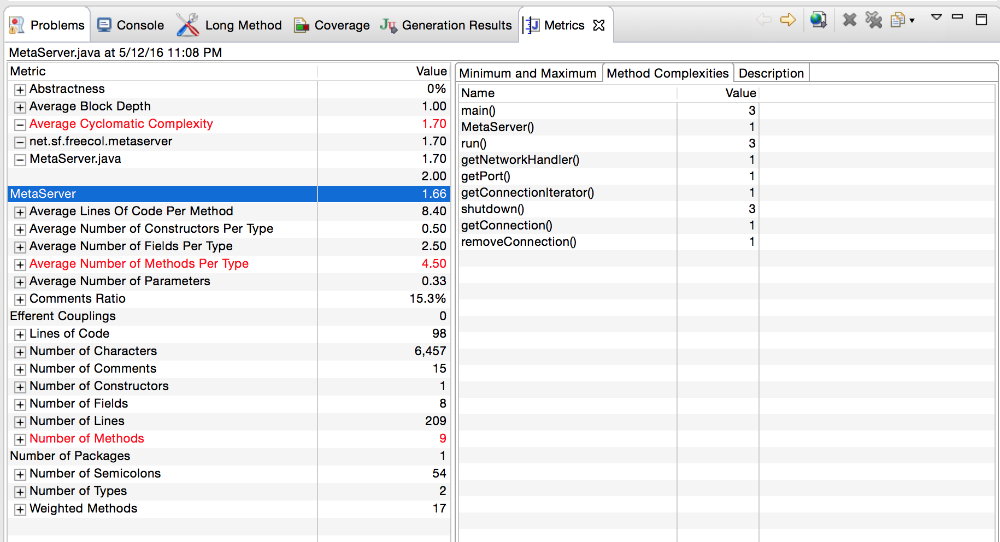 Problems Console Long Method Coverage Generation Results Metrics
MetaServer.java at 5/12/16 11:08 PM
Metric Value
Abstractness 0%
Average Block Depth 1.00
Average Cyclomatic Complexity 1.70
net.sf.freecol.metaserver 1.70
MetaServer.java 1.70
2.00
MetaServer 1.66
Average Lines Of Code Per Method 8.40
Average Number of Constructors Per Type 0.50
Average Number of Fields Per Type 2.50
Average Number of Methods Per Type 4.50
Average Number of Parameters 0.33
Comments Ratio 15.3%
Efferent Couplings 0
Lines of Code 98
Number of Characters 6,457
Number of Comments 15
Number of Constructors 1
Number of Fields 8
Number of Lines 209
Number of Methods 9
Number of Packages 1
Number of Semicolons 54
Number of Types 2
Weighted Methods 17
Minimum and Maximum Method Complexities Description
Name Value
main() 3
MetaServer() 1
run() 3
getNetworkHandler() 1
getPort() 1
getConnectionIterator() 1
shutdown() 3
getConnection() 1
removeConnection() 1